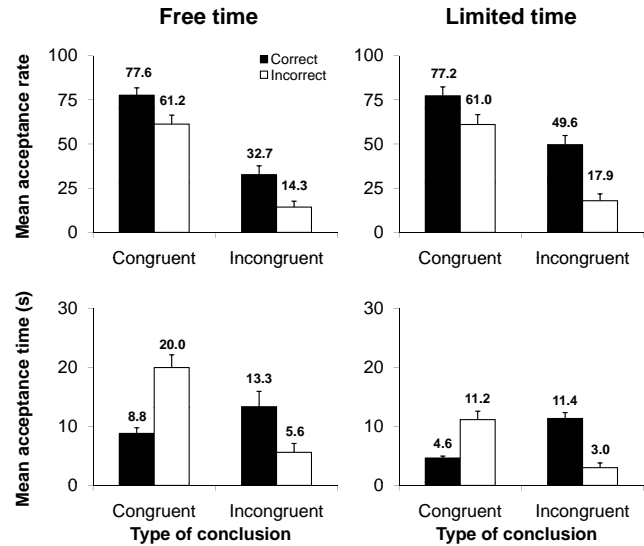 Free time
Limited time
Mean acceptance rate
100
75
50
25
0
77.6
61.2
32.7
14.3
Correct
Incorrect
Congruent
Incongruent
100
75
50
25
0
77.2
61.0
49.6
17.9
Congruent
Incongruent
Mean acceptance time (s)
30
20
10
0
8.8
20.0
13.3
5.6
Congruent
Incongruent
Type of conclusion
30
20
10
0
4.6
11.2
11.4
3.0
Congruent
Incongruent
Type of conclusion